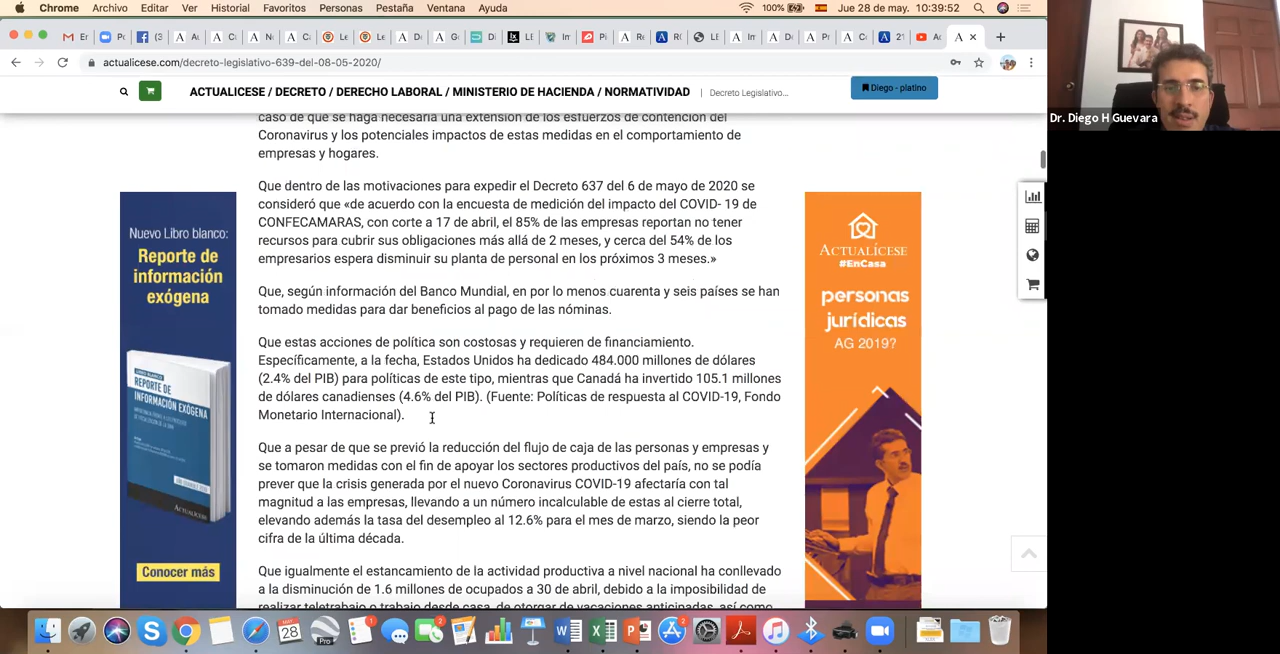 Chrome Archivo Editar Ver Historial Favoritos Personas Pestaña Ventana Ayuda 100% Jue 28 de may. 10:39:52
actualicese.com/decreto-legislativo-639-del-08-05-2020/
ACTUALICESE / DECRETO / DERECHO LABORAL / MINISTERIO DE HACIENDA / NORMATIVIDAD | Decreto Legislativo...
Diego - platino
Dr. Diego H Guevara
caso de que se haga necesaria una extensión de los esfuerzos de contención del
Coronavirus y los potenciales impactos de estas medidas en el comportamiento de
empresas y hogares.
Que dentro de las motivaciones para expedir el Decreto 637 del 6 de mayo de 2020 se
consideró que «de acuerdo con la encuesta de medición del impacto del COVID- 19 de
CONFECAMARAS, con corte a 17 de abril, el 85% de las empresas reportan no tener
recursos para cubrir sus obligaciones más allá de 2 meses, y cerca del 54% de los
empresarios espera disminuir su planta de personal en los próximos 3 meses.»
Que, según información del Banco Mundial, en por lo menos cuarenta y seis países se han
tomado medidas para dar beneficios al pago de las nóminas.
Que estas acciones de política son costosas y requieren de financiamiento.
Específicamente, a la fecha, Estados Unidos ha dedicado 484.000 millones de dólares
(2.4% del PIB) para políticas de este tipo, mientras que Canadá ha invertido 105.1 millones
de dólares canadienses (4.6% del PIB). (Fuente: Políticas de respuesta al COVID-19, Fondo
Monetario Internacional).
Que a pesar de que se previó la reducción del flujo de caja de las personas y empresas y
se tomaron medidas con el fin de apoyar los sectores productivos del país, no se podía
prever que la crisis generada por el nuevo Coronavirus COVID-19 afectaría con tal
magnitud a las empresas, llevando a un número incalculable de estas al cierre total,
elevando además la tasa del desempleo al 12.6% para el mes de marzo, siendo la peor
cifra de la última década.
Que igualmente el estancamiento de la actividad productiva a nivel nacional ha conllevado
a la disminución de 1.6 millones de ocupados a 30 de abril, debido a la imposibilidad de
realizar teletrabajo o trabajo desde casa, de otorgar de vacaciones anticipadas, así como
Nuevo Libro blanco:
Reporte de
información
exógena
REPORTE DE
INFORMACIÓN EXÓGENA
ACTUALÍCESE
Conocer más
ACTUALÍCESE
#EnCasa
personas
jurídicas
AG 2019?